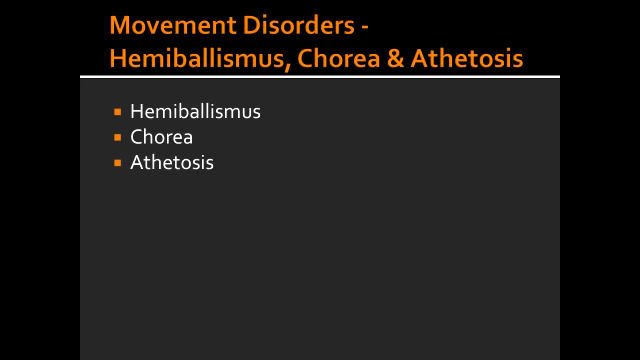 Movement Disorders -
Hemiballismus, Chorea & Athetosis
Hemiballismus
Chorea
Athetosis